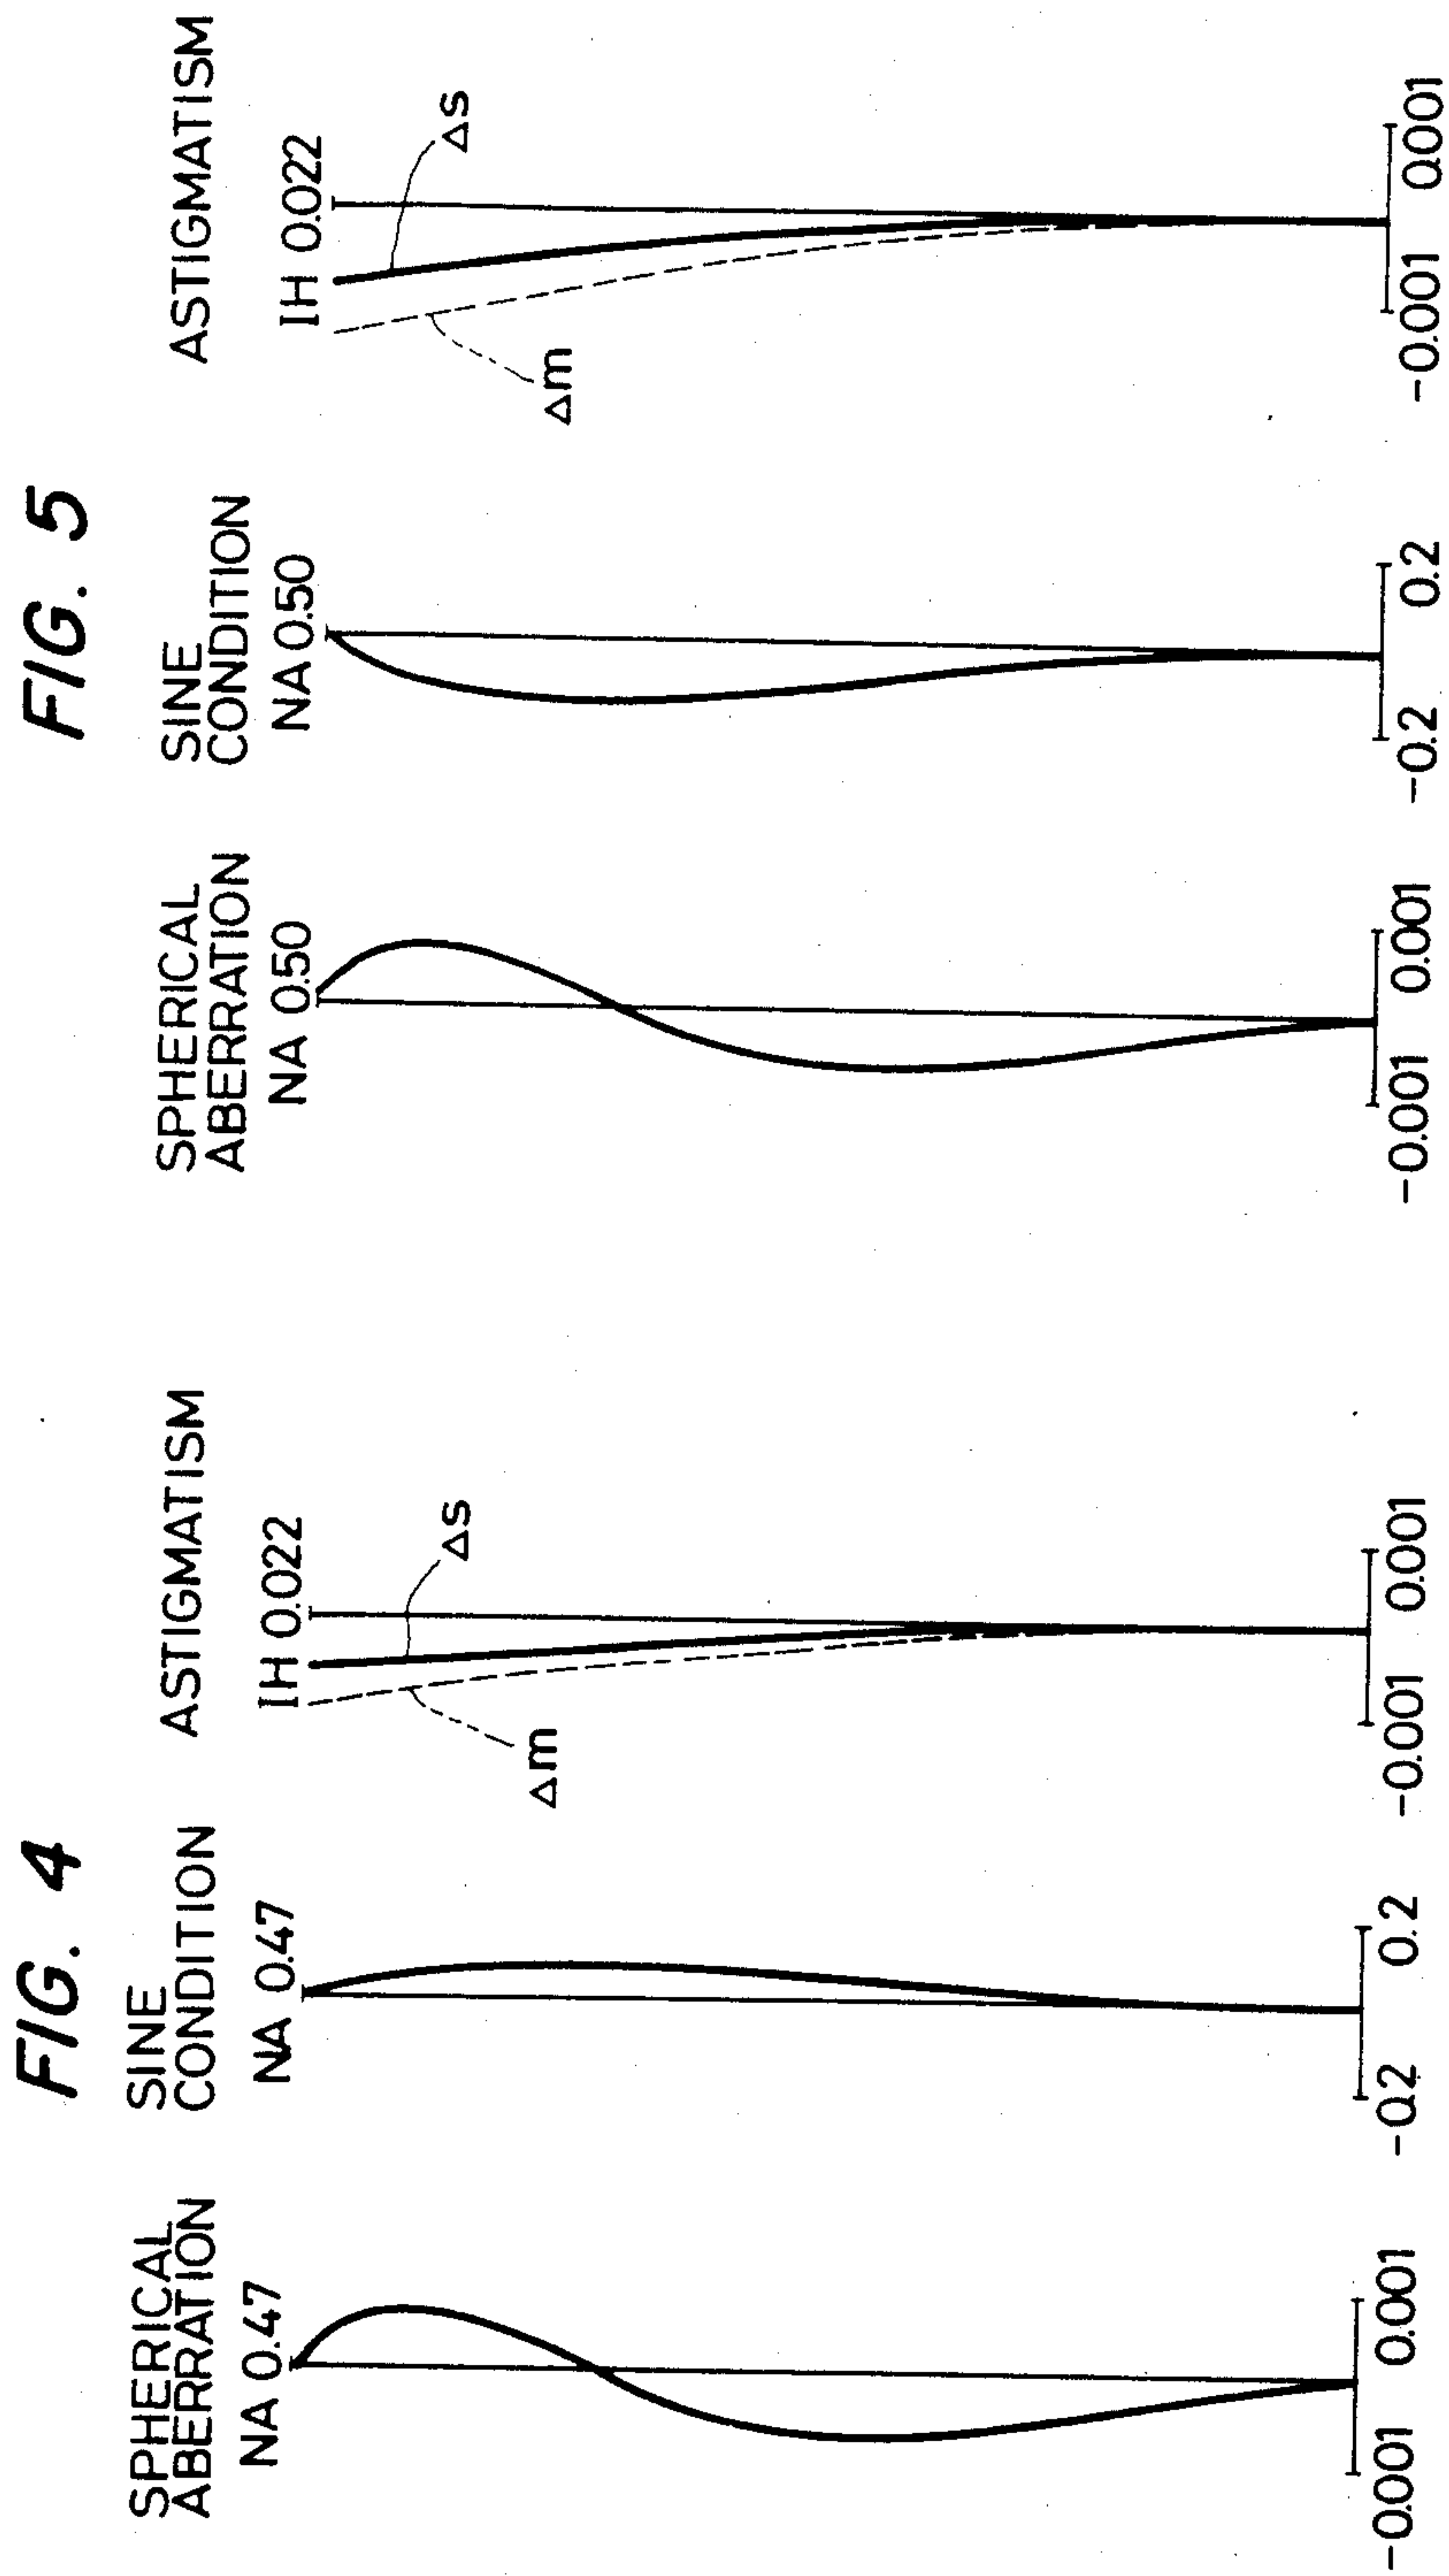 FIG. 4
SPHERICAL
ABERRATION
NA 0.47
-0.001
0.001
SINE
CONDITION
NA 0.47
-0.2
0.2
ASTIGMATISM
IH 0.022
Δs
Δm
-0.001
0.001
FIG. 5
SPHERICAL
ABERRATION
NA 0.50
-0.001
0.001
SINE
CONDITION
NA 0.50
-0.2
0.2
ASTIGMATISM
IH 0.022
Δs
Δm
-0.001
0.001